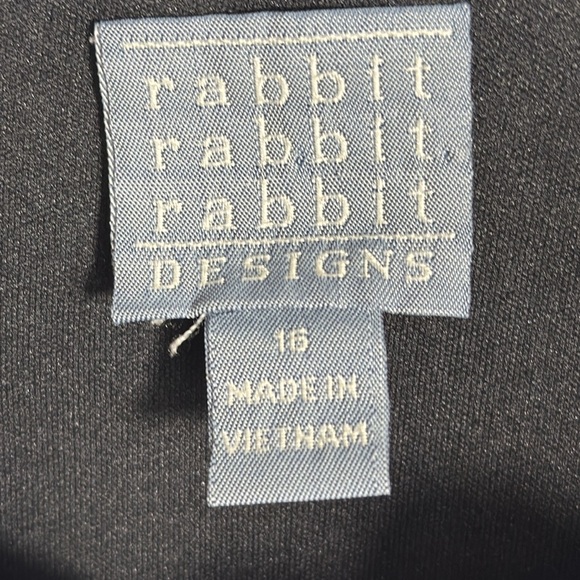 rabbit
rabbit
rabbit
DESIGNS
16
MADE IN
VIETNAM